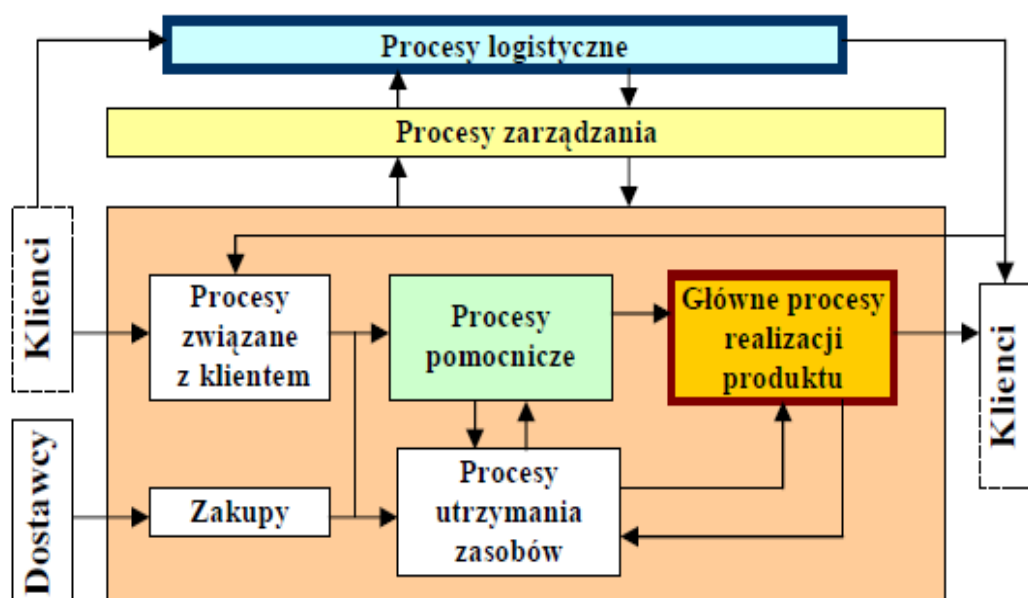 Procesy logistyczne
Procesy zarządzania
Klienci
Procesy
związane
z klientem
Procesy
pomocnicze
Główne procesy
realizacji
produktu
Klienci
Dostawcy
Zakupy
Procesy
utrzymania
zasobów